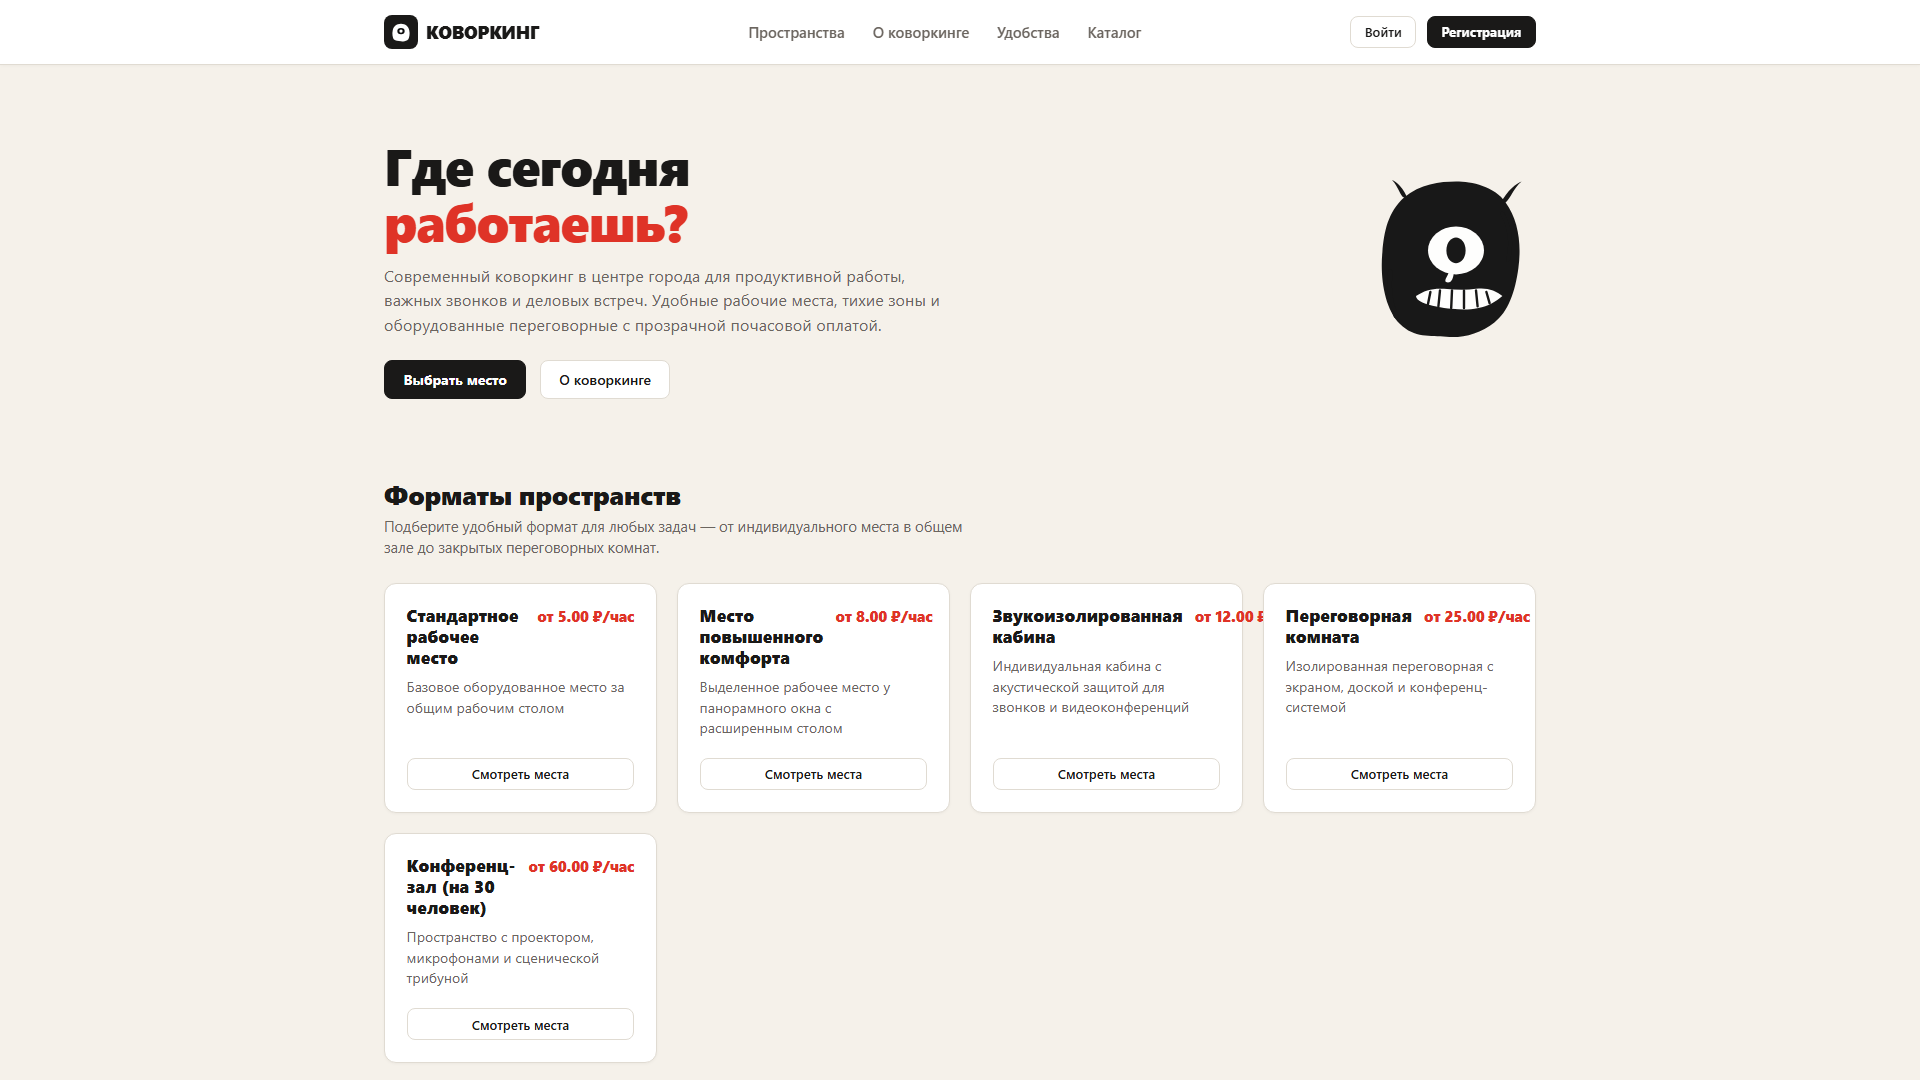 КОВОРКИНГ
Пространства
О коворкинге
Удобства
Каталог
Войти
Регистрация
Где сегодня
работаешь?
Современный коворкинг в центре города для продуктивной работы,
важных звонков и деловых встреч. Удобные рабочие места, тихие зоны и
оборудованные переговорные с прозрачной почасовой оплатой.
Выбрать место
О коворкинге
Форматы пространств
Подберите удобный формат для любых задач — от индивидуального места в общем
зале до закрытых переговорных комнат.
Стандартное
рабочее
место
от 5.00 ₽/час
Базовое оборудованное место за
общим рабочим столом
Смотреть места
Место
повышенного
комфорта
от 8.00 ₽/час
Выделенное рабочее место у
панорамного окна с
расширенным столом
Смотреть места
Звукоизолированная
кабина
от 12.00 ₽
Индивидуальная кабина с
акустической защитой для
звонков и видеоконференций
Смотреть места
Переговорная
комната
от 25.00 ₽/час
Изолированная переговорная с
экраном, доской и конференц-
системой
Смотреть места
Конференц-
зал (на 30
человек)
от 60.00 ₽/час
Пространство с проектором,
микрофонами и сценической
трибуной
Смотреть места